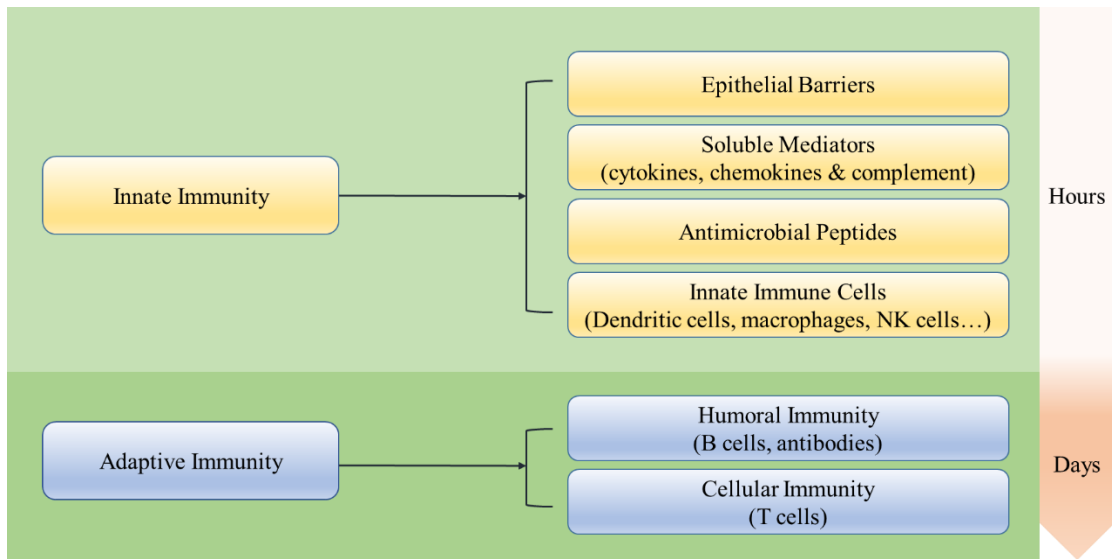 Innate Immunity
Epithelial Barriers
Soluble Mediators
(cytokines, chemokines & complement)
Antimicrobial Peptides
Innate Immune Cells
(Dendritic cells, macrophages, NK cells…)
Hours
Adaptive Immunity
Humoral Immunity
(B cells, antibodies)
Cellular Immunity
(T cells)
Days